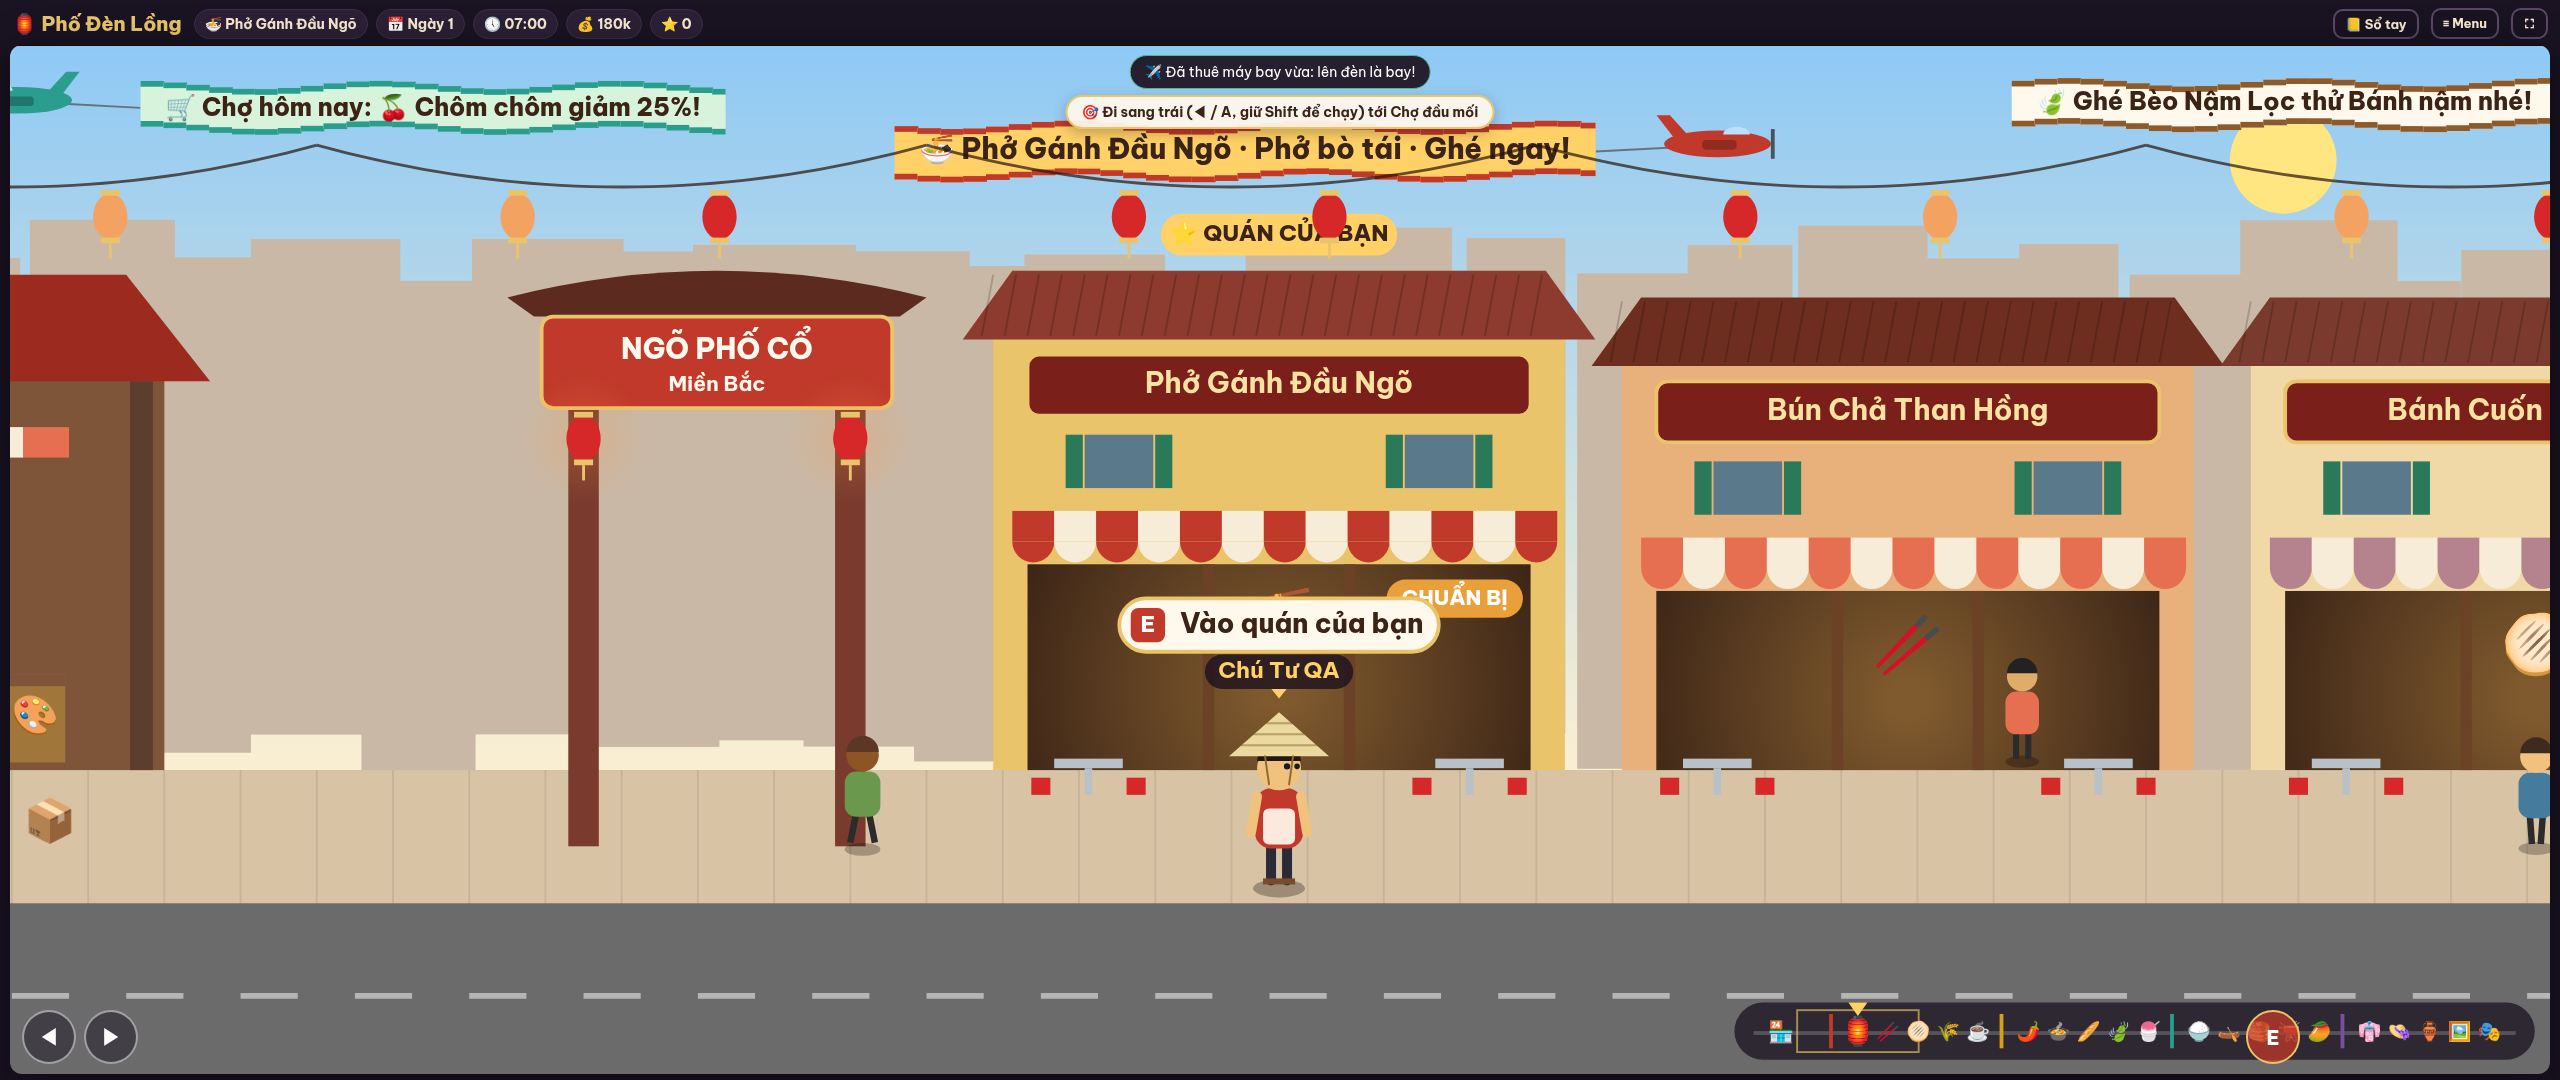 Phố Đèn Lồng
Phở Gánh Đầu Ngõ
Ngày 1
07:00
180k
0
Sổ tay
≡ Menu
✈️ Đã thuê máy bay vừa: lên đèn là bay!
🎯 Đi sang trái (◀ / A, giữ Shift để chạy) tới Chợ đầu mối
🛒 Chợ hôm nay: 🍒 Chôm chôm giảm 25%!
🍜 Phở Gánh Đầu Ngõ · Phở bò tái · Ghé ngay!
Ghé Bèo Nậm Lọc thử Bánh nậm nhé!
⭐ QUÁN CỦA BẠN
NGÕ PHỐ CỔ
Miền Bắc
Phở Gánh Đầu Ngõ
Bún Chả Than Hồng
Bánh Cuốn
CHUẨN BỊ
E Vào quán của bạn
Chú Tư QA
E